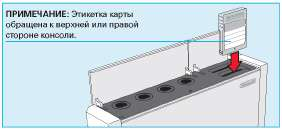 ПРИМЕЧАНИЕ: Этикетка карты
обращена к верхней или правой
стороне консоли.